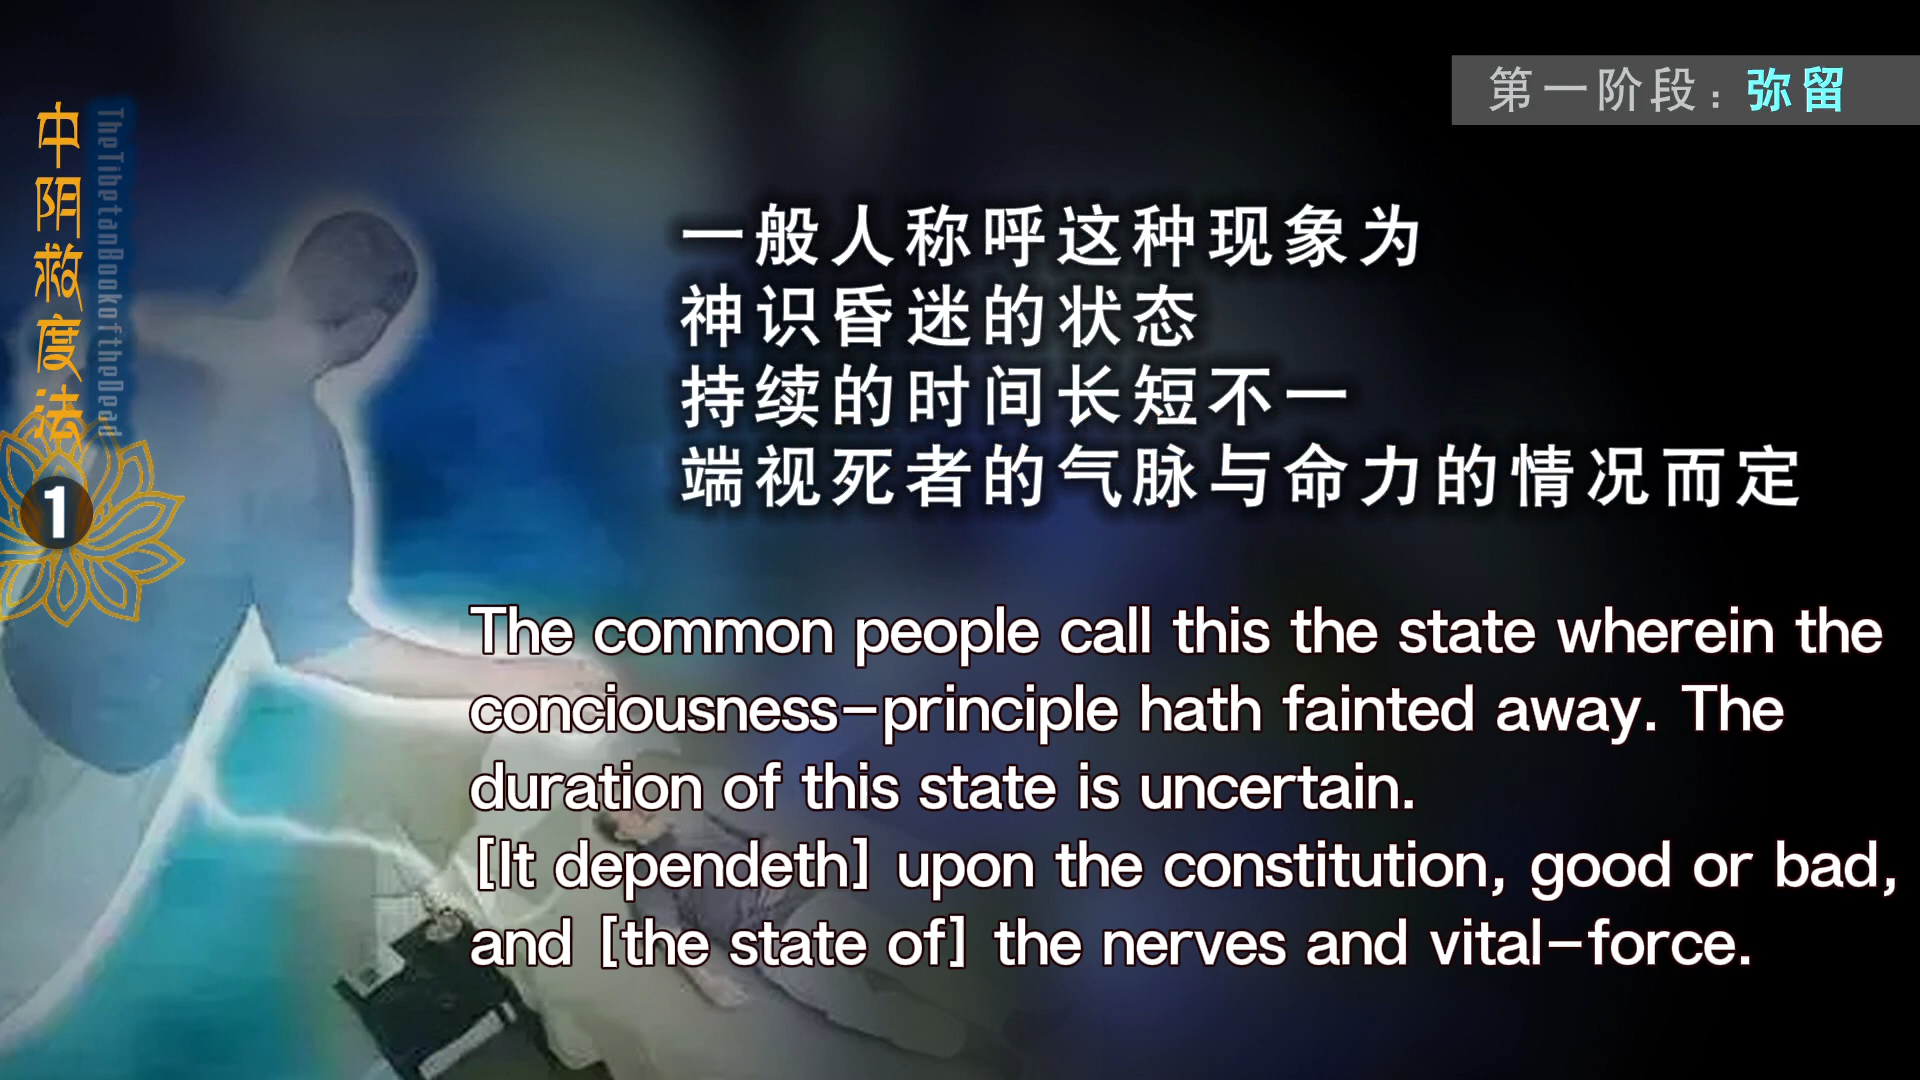 第一阶段：弥留
中阴救度法
TheTibetanBookoftheDead
1
一般人称呼这种现象为
神识昏迷的状态
持续的时间长短不一
端视死者的气脉与命力的情况而定
The common people call this the state wherein the
conciousness-principle hath fainted away. The
duration of this state is uncertain.
[It dependeth] upon the constitution, good or bad,
and [the state of] the nerves and vital-force.